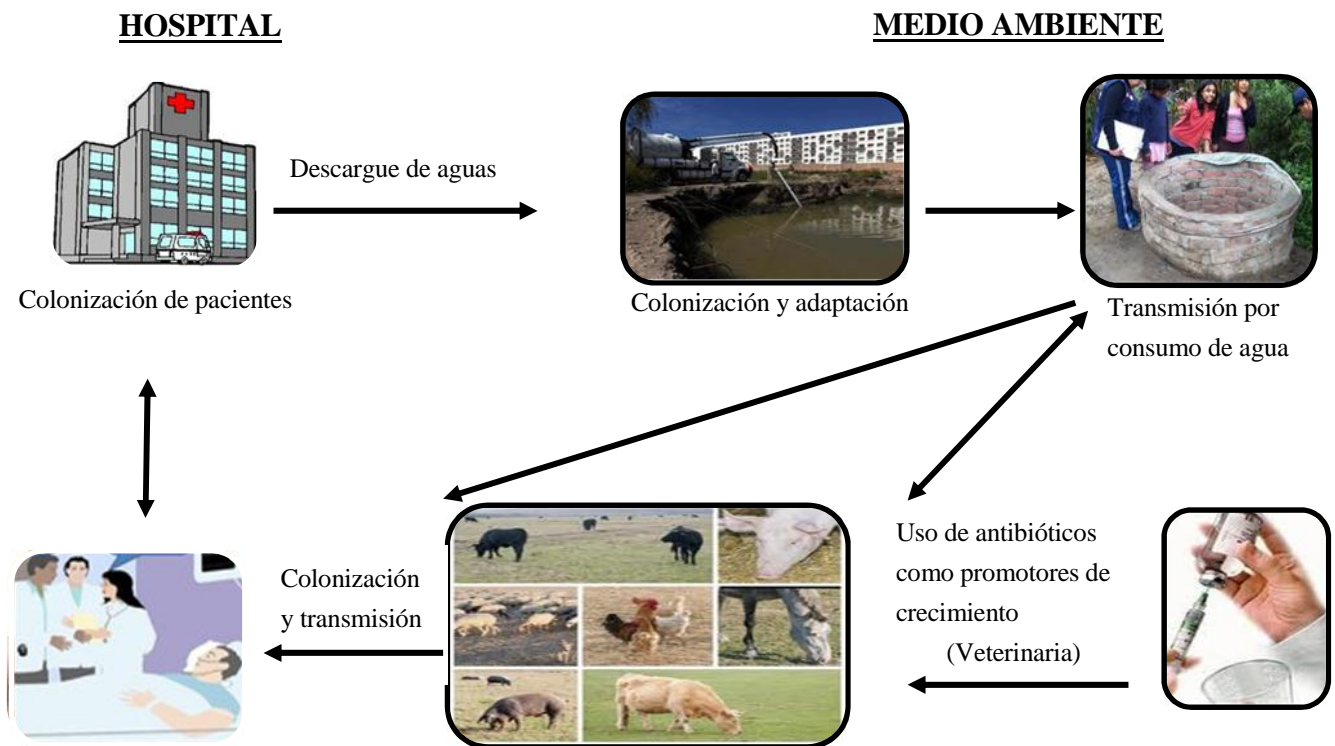 HOSPITAL
MEDIO AMBIENTE
Descargue de aguas
Colonización de pacientes
Colonización y adaptación
Transmisión por
consumo de agua
Colonización
y transmisión
Uso de antibióticos
como promotores de
crecimiento
(Veterinaria)